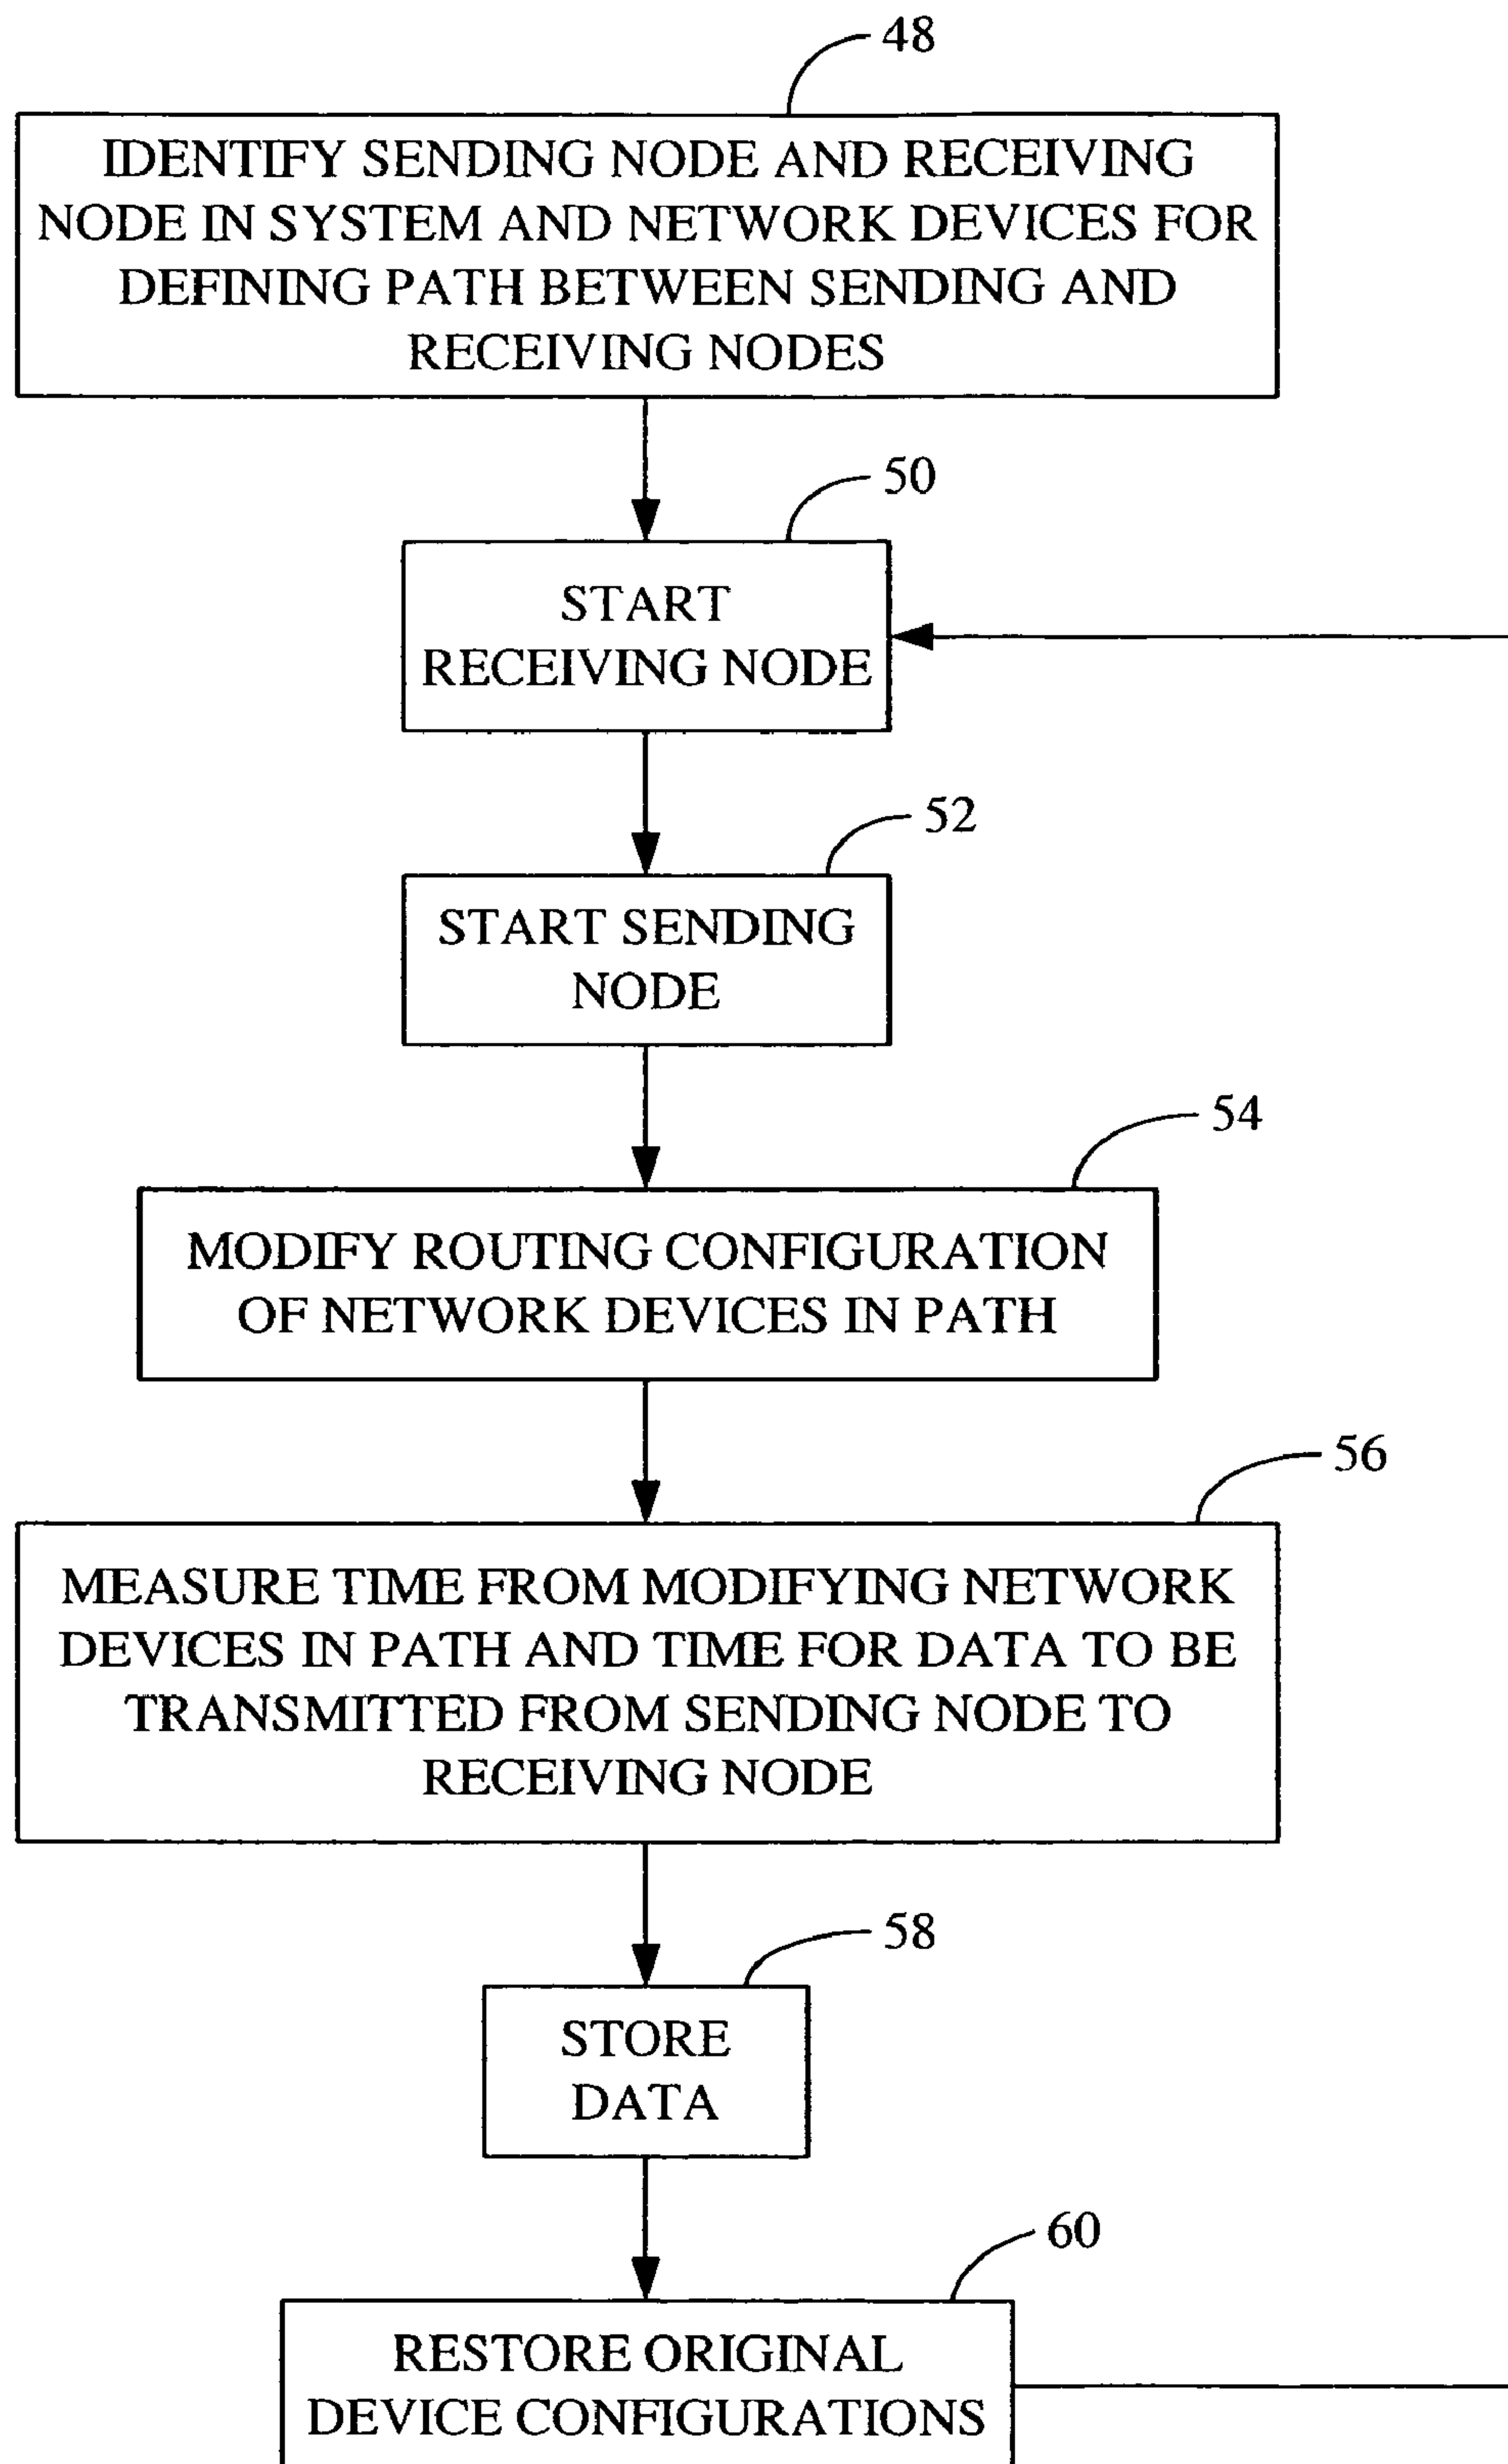 48
IDENTIFY SENDING NODE AND RECEIVING
NODE IN SYSTEM AND NETWORK DEVICES FOR
DEFINING PATH BETWEEN SENDING AND
RECEIVING NODES
50
START
RECEIVING NODE
52
START SENDING
NODE
54
MODIFY ROUTING CONFIGURATION
OF NETWORK DEVICES IN PATH
56
MEASURE TIME FROM MODIFYING NETWORK
DEVICES IN PATH AND TIME FOR DATA TO BE
TRANSMITTED FROM SENDING NODE TO
RECEIVING NODE
58
STORE
DATA
60
RESTORE ORIGINAL
DEVICE CONFIGURATIONS